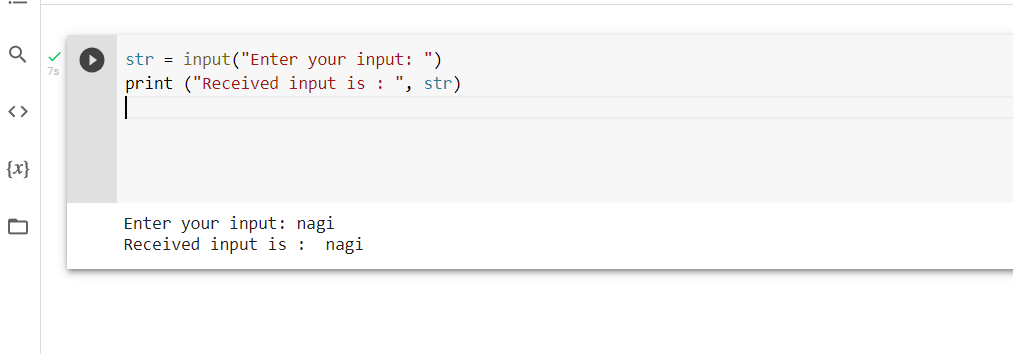 str = input("Enter your input: ")
print ("Received input is : ", str)
7s
<>
{x}
Enter your input: nagi
Received input is :  nagi